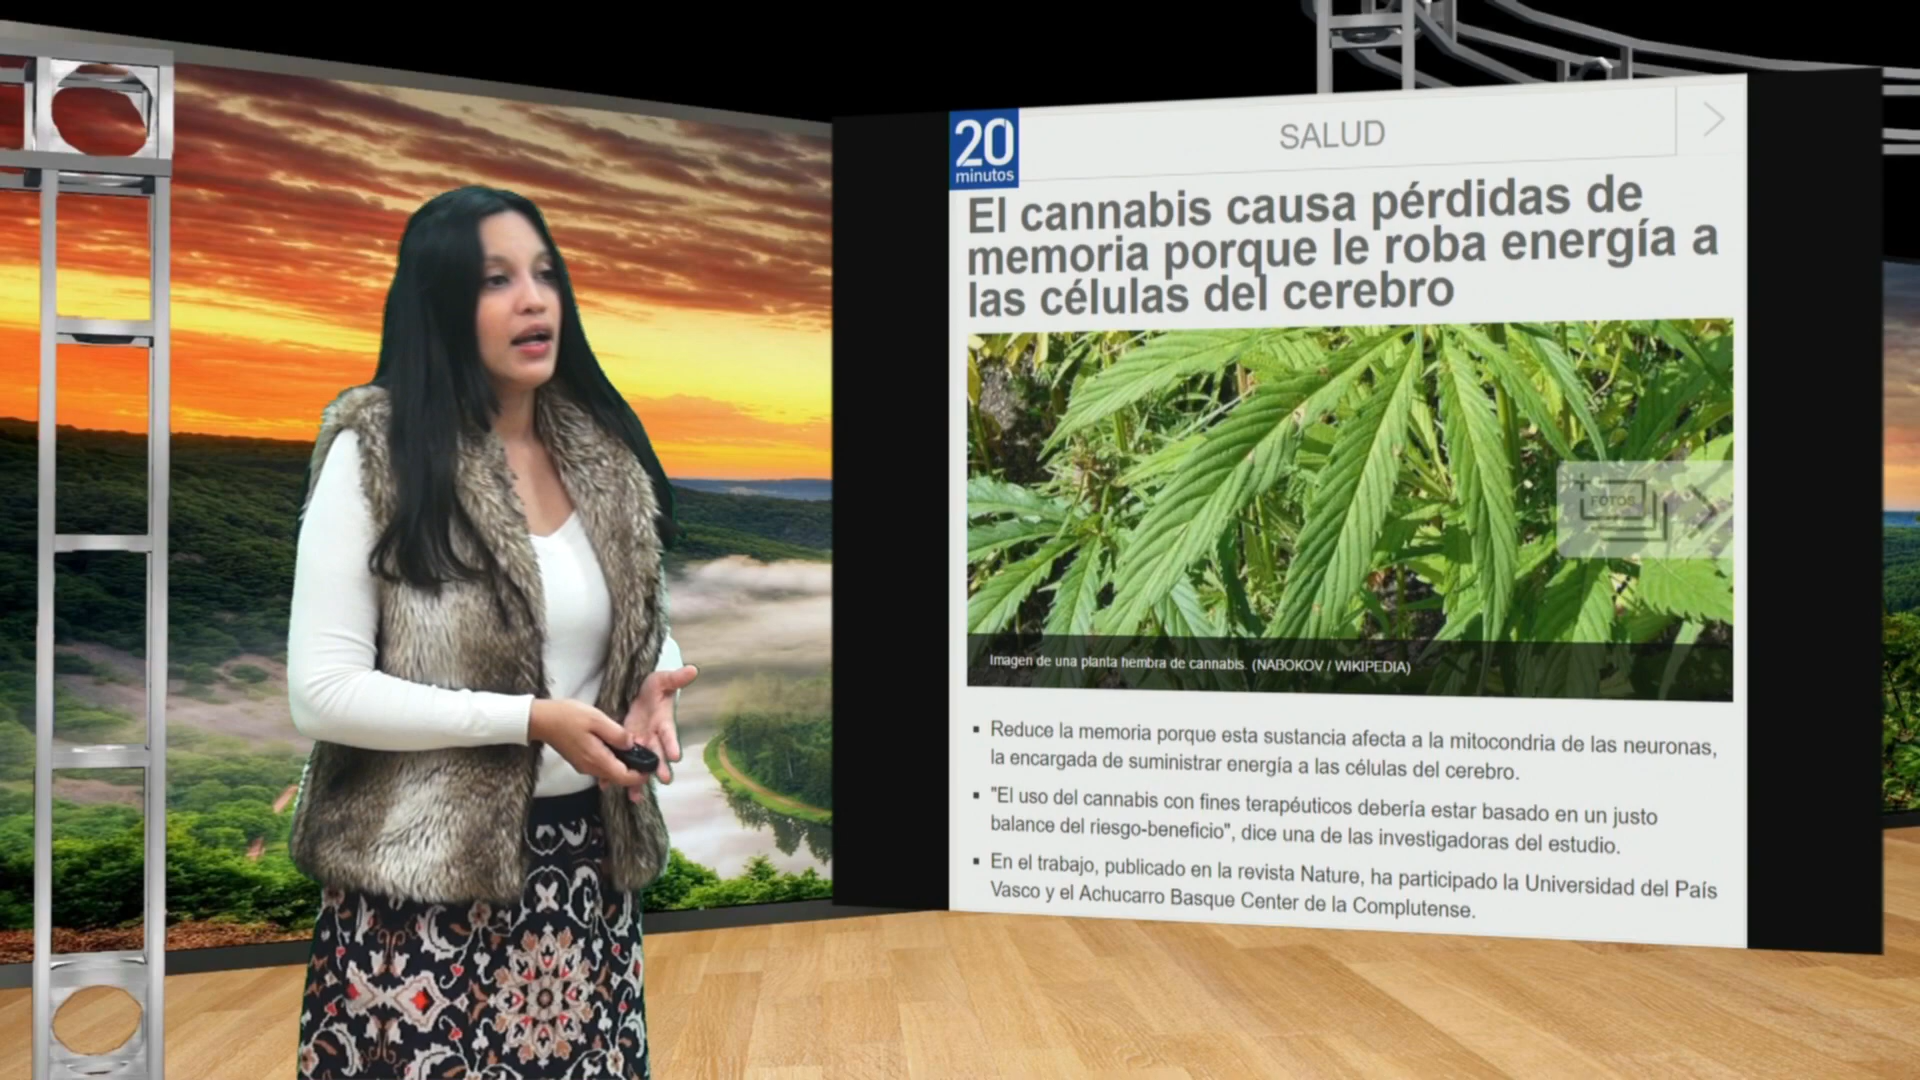 20
minutos
SALUD
El cannabis causa pérdidas de
memoria porque le roba energía a
las células del cerebro
FOTOS
Imagen de una planta hembra de cannabis. (NABOKOV / WIKIPEDIA)
▪ Reduce la memoria porque esta sustancia afecta a la mitocondria de las neuronas,
la encargada de suministrar energía a las células del cerebro.
▪ "El uso del cannabis con fines terapéuticos debería estar basado en un justo
balance del riesgo-beneficio", dice una de las investigadoras del estudio.
▪ En el trabajo, publicado en la revista Nature, ha participado la Universidad del País
Vasco y el Achucarro Basque Center de la Complutense.